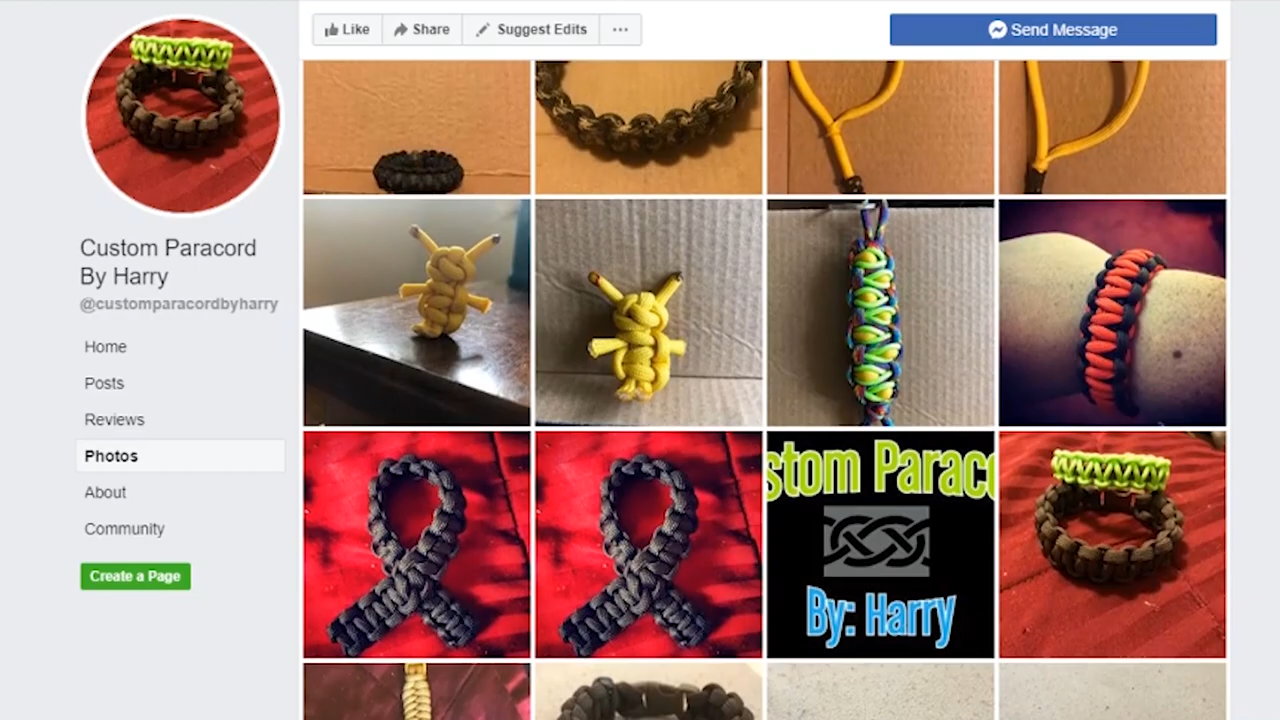 Like
Share
Suggest Edits
...
Send Message
Custom Paracord
By Harry
@customparacordbyharry
Home
Posts
Reviews
Photos
About
Community
Create a Page
stom Parac
By: Harry